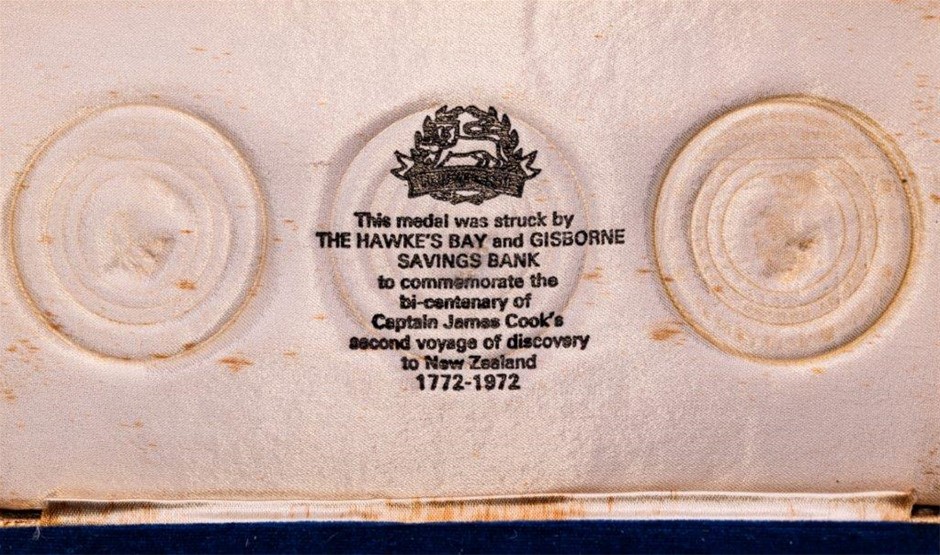 This medal was struck by
THE HAWKE'S BAY and GISBORNE
SAVINGS BANK
to commemorate the
bi-centenary of
Captain James Cook's
second voyage of discovery
to New Zealand
1772-1972